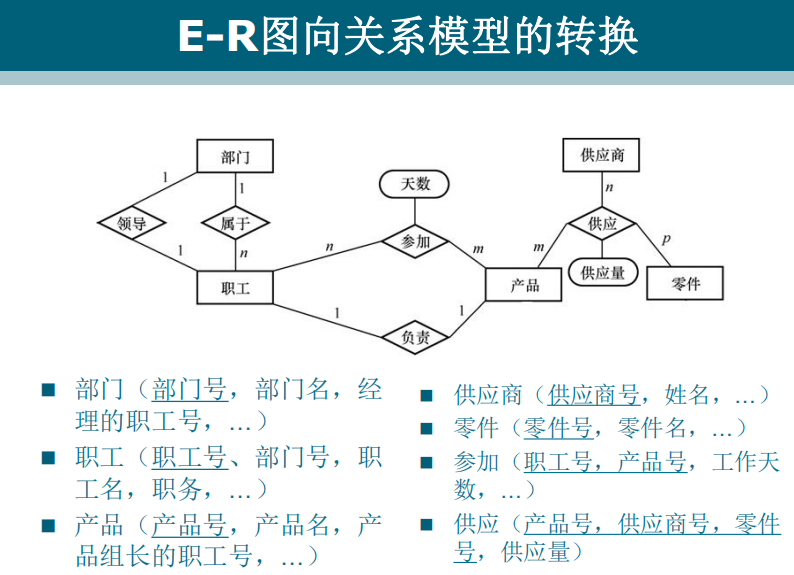 E-R图向关系模型的转换
部门
供应商
天数
1
1
n
领导
属于
参加
供应
1
n
n
m
m
p
供应量
职工
产品
零件
1
1
负责
■ 部门（部门号，部门名，经
理的职工号，…）
■ 职工（职工号、部门号，职
工名，职务，…）
■ 产品（产品号，产品名，产
品组长的职工号，…）
■ 供应商（供应商号，姓名，…）
■ 零件（零件号，零件名，…）
■ 参加（职工号，产品号，工作天
数，…）
■ 供应（产品号，供应商号，零件
号，供应量）